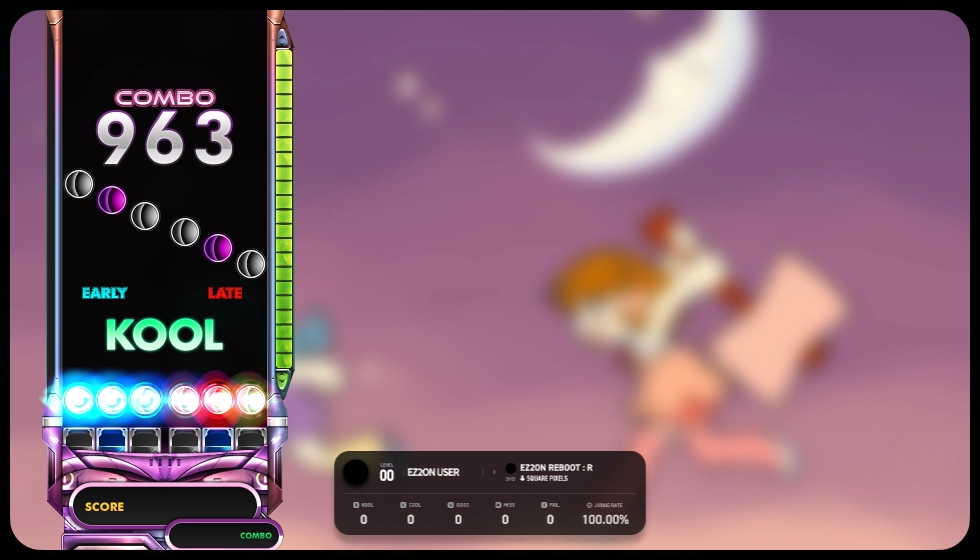 COMBO
963
EARLY LATE
KOOL
SCORE
COMBO
LEVEL
00 EZ2ON USER
EZ2ON REBOOT : R
SQUARE PIXELS
KOOL COOL GOOD MISS FAIL JUDGE RATE
0 0 0 0 0 100.00%